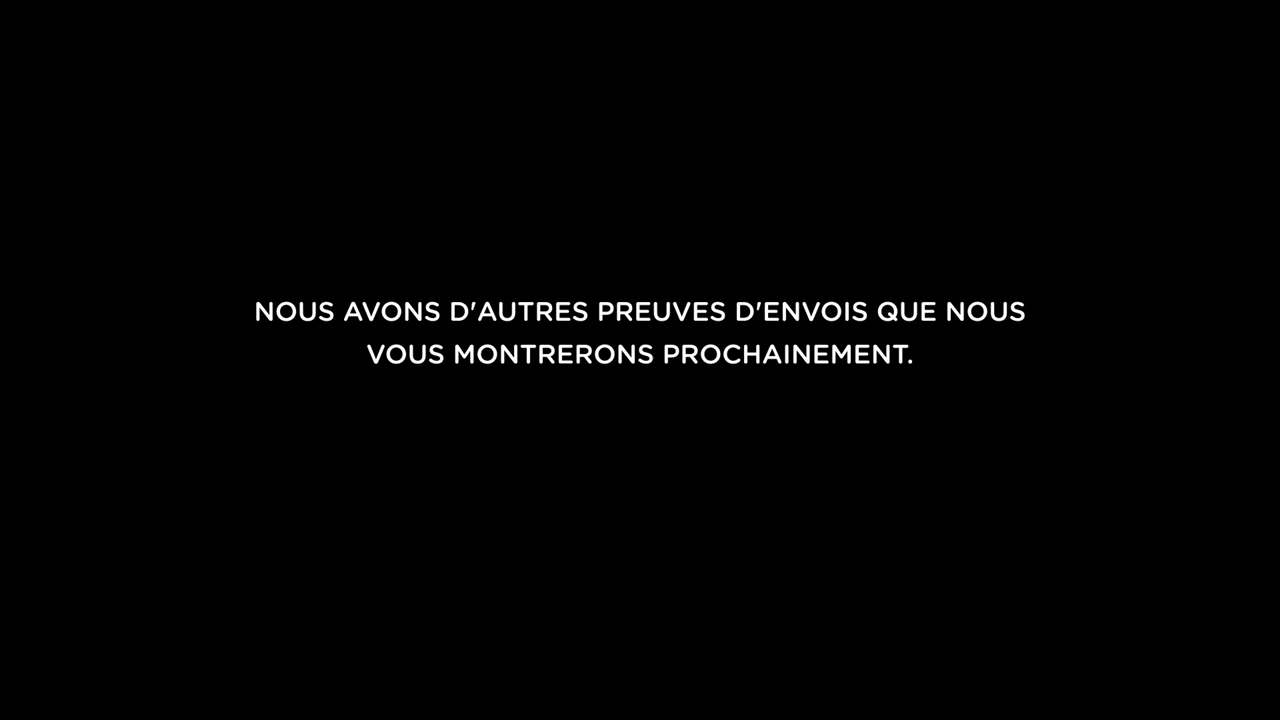 NOUS AVONS D'AUTRES PREUVES D'ENVOIS QUE NOUS
VOUS MONTRERONS PROCHAINEMENT.